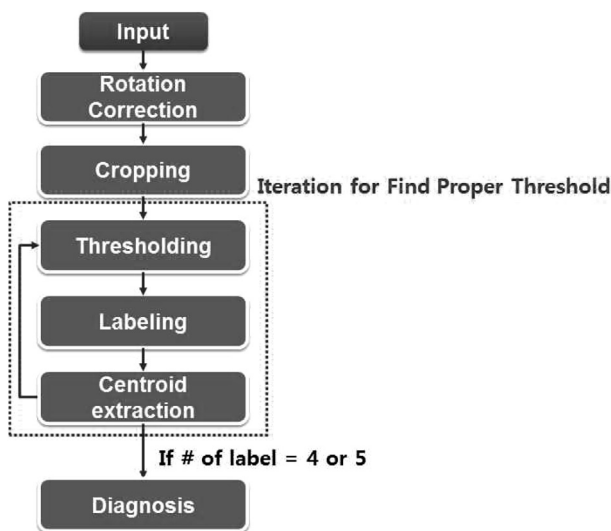 Input
Rotation
Correction
Cropping
Iteration for Find Proper Threshold
Thresholding
Labeling
Centroid
extraction
If # of label = 4 or 5
Diagnosis